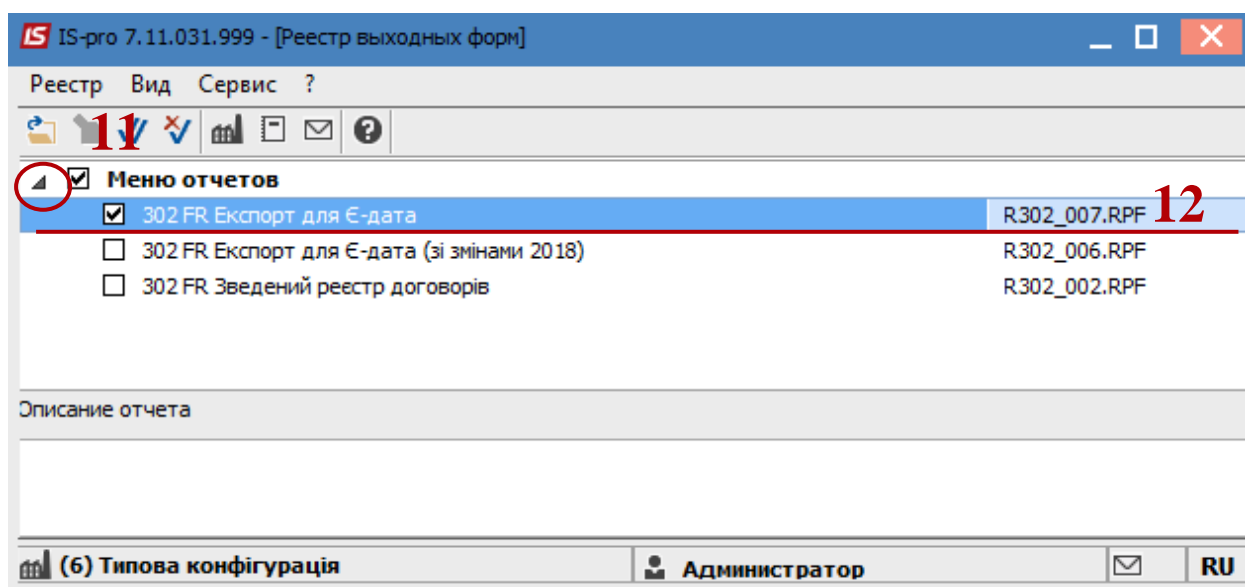 IS-pro 7.11.031.999 - [Реестр выходных форм]
Реестр Вид Сервис ?
11
Меню отчетов
302 FR Експорт для Є-дата R302_007.RPF 12
302 FR Експорт для Є-дата (зі змінами 2018) R302_006.RPF
302 FR Зведений реєстр договорів R302_002.RPF
Описание отчета
(6) Типова конфігурація Администратор RU